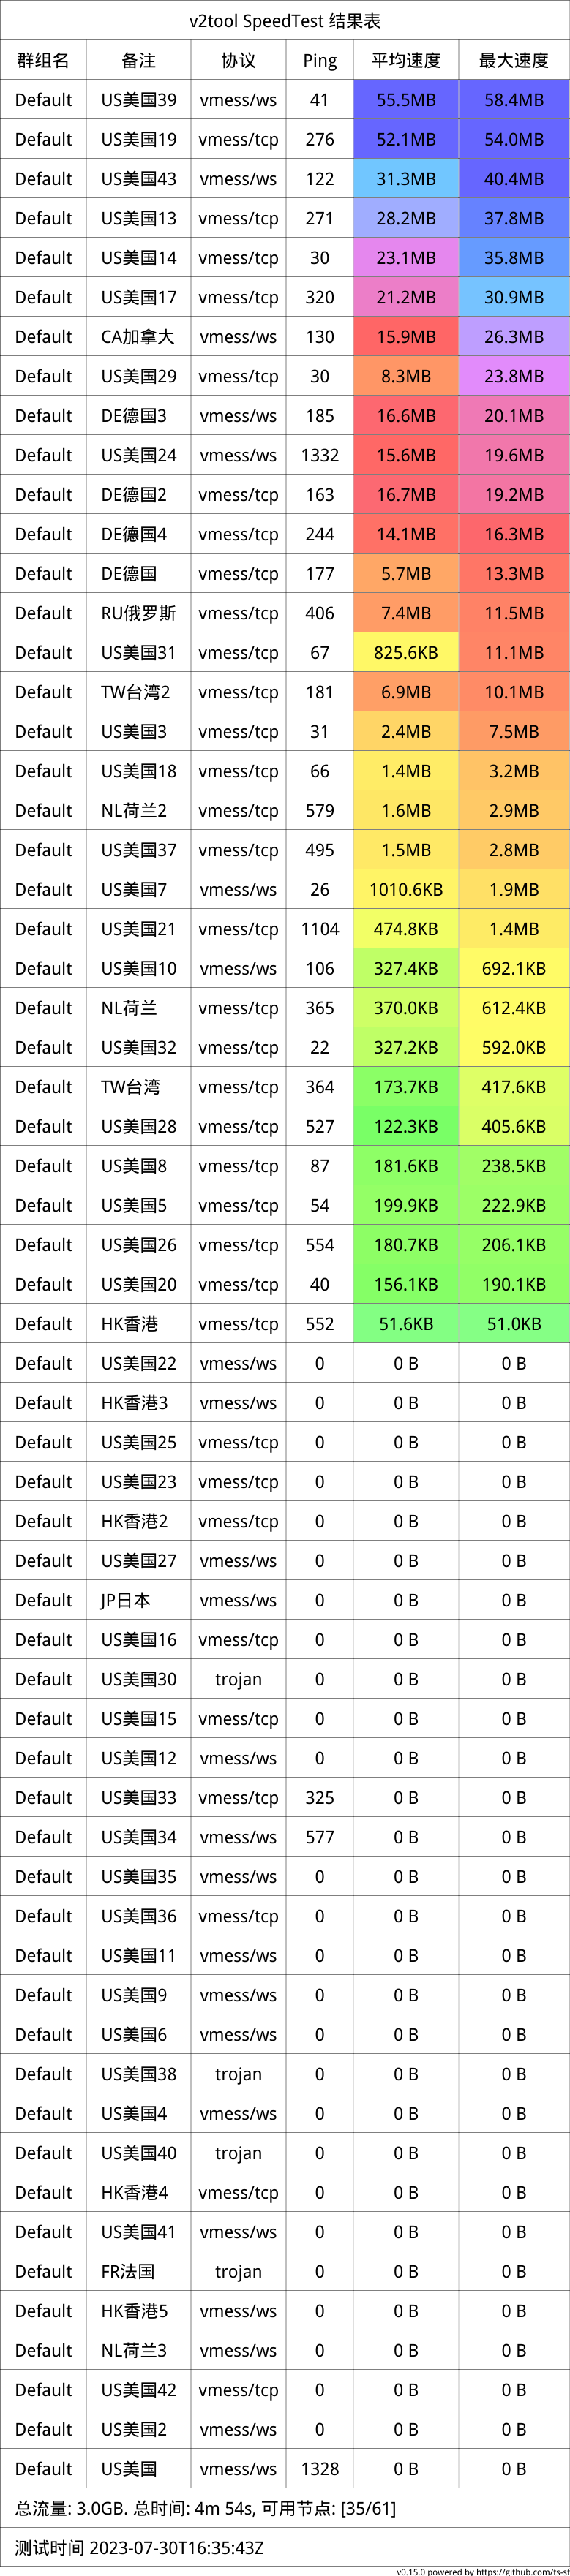 v2tool SpeedTest 结果表
群组名 备注 协议 Ping 平均速度 最大速度
Default US美国39 vmess/ws 41 55.5MB 58.4MB
Default US美国19 vmess/tcp 276 52.1MB 54.0MB
Default US美国43 vmess/ws 122 31.3MB 40.4MB
Default US美国13 vmess/tcp 271 28.2MB 37.8MB
Default US美国14 vmess/tcp 30 23.1MB 35.8MB
Default US美国17 vmess/tcp 320 21.2MB 30.9MB
Default CA加拿大 vmess/ws 130 15.9MB 26.3MB
Default US美国29 vmess/tcp 30 8.3MB 23.8MB
Default DE德国3 vmess/ws 185 16.6MB 20.1MB
Default US美国24 vmess/ws 1332 15.6MB 19.6MB
Default DE德国2 vmess/tcp 163 16.7MB 19.2MB
Default DE德国4 vmess/tcp 244 14.1MB 16.3MB
Default DE德国 vmess/tcp 177 5.7MB 13.3MB
Default RU俄罗斯 vmess/tcp 406 7.4MB 11.5MB
Default US美国31 vmess/tcp 67 825.6KB 11.1MB
Default TW台湾2 vmess/tcp 181 6.9MB 10.1MB
Default US美国3 vmess/tcp 31 2.4MB 7.5MB
Default US美国18 vmess/tcp 66 1.4MB 3.2MB
Default NL荷兰2 vmess/tcp 579 1.6MB 2.9MB
Default US美国37 vmess/tcp 495 1.5MB 2.8MB
Default US美国7 vmess/ws 26 1010.6KB 1.9MB
Default US美国21 vmess/tcp 1104 474.8KB 1.4MB
Default US美国10 vmess/ws 106 327.4KB 692.1KB
Default NL荷兰 vmess/tcp 365 370.0KB 612.4KB
Default US美国32 vmess/tcp 22 327.2KB 592.0KB
Default TW台湾 vmess/tcp 364 173.7KB 417.6KB
Default US美国28 vmess/tcp 527 122.3KB 405.6KB
Default US美国8 vmess/tcp 87 181.6KB 238.5KB
Default US美国5 vmess/tcp 54 199.9KB 222.9KB
Default US美国26 vmess/tcp 554 180.7KB 206.1KB
Default US美国20 vmess/tcp 40 156.1KB 190.1KB
Default HK香港 vmess/tcp 552 51.6KB 51.0KB
Default US美国22 vmess/ws 0 0 B 0 B
Default HK香港3 vmess/ws 0 0 B 0 B
Default US美国25 vmess/tcp 0 0 B 0 B
Default US美国23 vmess/tcp 0 0 B 0 B
Default HK香港2 vmess/tcp 0 0 B 0 B
Default US美国27 vmess/ws 0 0 B 0 B
Default JP日本 vmess/ws 0 0 B 0 B
Default US美国16 vmess/tcp 0 0 B 0 B
Default US美国30 trojan 0 0 B 0 B
Default US美国15 vmess/tcp 0 0 B 0 B
Default US美国12 vmess/ws 0 0 B 0 B
Default US美国33 vmess/tcp 325 0 B 0 B
Default US美国34 vmess/ws 577 0 B 0 B
Default US美国35 vmess/ws 0 0 B 0 B
Default US美国36 vmess/tcp 0 0 B 0 B
Default US美国11 vmess/ws 0 0 B 0 B
Default US美国9 vmess/ws 0 0 B 0 B
Default US美国6 vmess/ws 0 0 B 0 B
Default US美国38 trojan 0 0 B 0 B
Default US美国4 vmess/ws 0 0 B 0 B
Default US美国40 trojan 0 0 B 0 B
Default HK香港4 vmess/tcp 0 0 B 0 B
Default US美国41 vmess/ws 0 0 B 0 B
Default FR法国 trojan 0 0 B 0 B
Default HK香港5 vmess/ws 0 0 B 0 B
Default NL荷兰3 vmess/ws 0 0 B 0 B
Default US美国42 vmess/tcp 0 0 B 0 B
Default US美国2 vmess/ws 0 0 B 0 B
Default US美国 vmess/ws 1328 0 B 0 B
总流量: 3.0GB. 总时间: 4m 54s, 可用节点: [35/61]
测试时间 2023-07-30T16:35:43Z
v0.15.0 powered by https://github.com/ts-sf